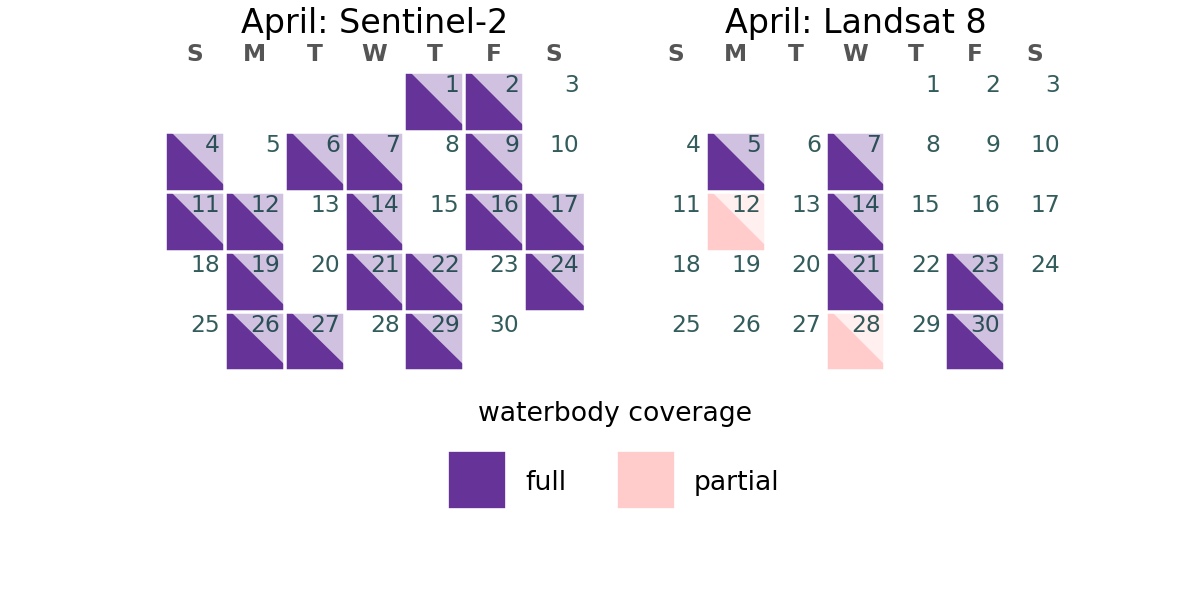 April: Sentinel-2
S M T W T F S
1 2 3
4 5 6 7 8 9 10
11 12 13 14 15 16 17
18 19 20 21 22 23 24
25 26 27 28 29 30
April: Landsat 8
S M T W T F S
1 2 3
4 5 6 7 8 9 10
11 12 13 14 15 16 17
18 19 20 21 22 23 24
25 26 27 28 29 30
waterbody coverage
full
partial